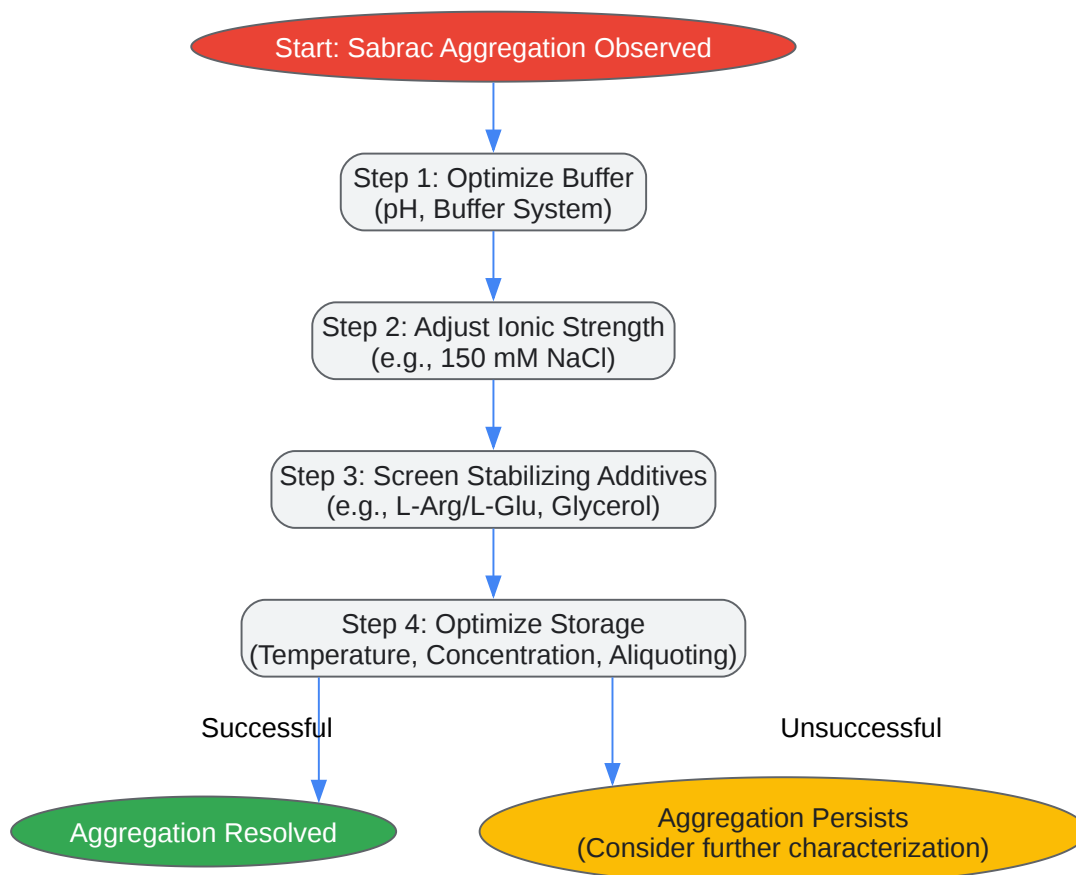 Start: Sabrac Aggregation Observed
Step 1: Optimize Buffer
(pH, Buffer System)
Step 2: Adjust Ionic Strength
(e.g., 150 mM NaCl)
Step 3: Screen Stabilizing Additives
(e.g., L-Arg/L-Glu, Glycerol)
Step 4: Optimize Storage
(Temperature, Concentration, Aliquoting)
Successful
Unsuccessful
Aggregation Resolved
Aggregation Persists
(Consider further characterization)